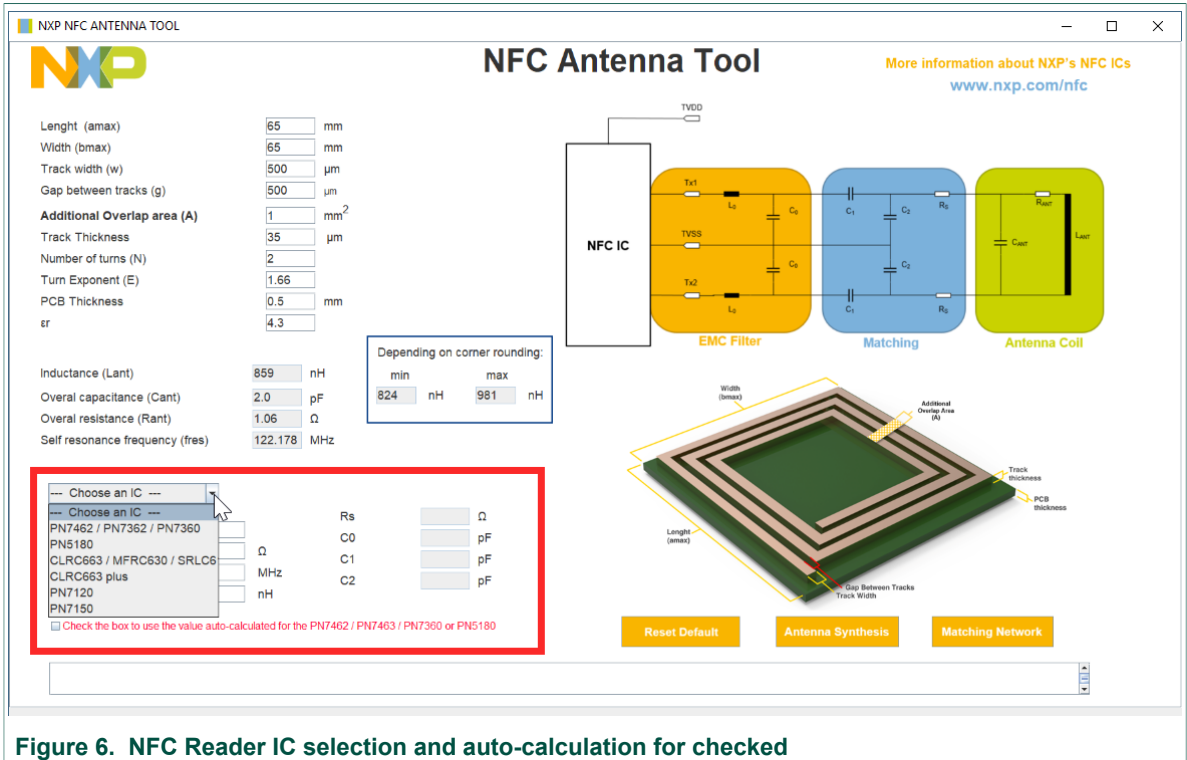 NXP NFC ANTENNA TOOL
NXP
NFC Antenna Tool
More information about NXP's NFC ICs
www.nxp.com/nfc
Lenght (amax) 65 mm
Width (bmax) 65 mm
Track width (w) 500 µm
Gap between tracks (g) 500 µm
Additional Overlap area (A) 1 mm2
Track Thickness 35 µm
Number of turns (N) 2
Turn Exponent (E) 1.66
PCB Thickness 0.5 mm
εr 4.3
Inductance (Lant) 859 nH
Overal capacitance (Cant) 2.0 pF
Overal resistance (Rant) 1.06 Ω
Self resonance frequency (fres) 122.178 MHz
Depending on corner rounding:
min max
824 nH 981 nH
TVDD
NFC IC
Tx1
L0
C0
C1
C2
RS
RANT
TVSS
CANT
LANT
C0
C2
Tx2
L0
C1
RS
EMC Filter
Matching
Antenna Coil
Width
(bmax)
Additional
Overlap Area
(A)
Track
thickness
PCB
thickness
Lenght
(amax)
Gap Between Tracks
Track Width
--- Choose an IC ---
--- Choose an IC ---
PN7462 / PN7362 / PN7360
PN5180
CLRC663 / MFRC630 / SRLC6
CLRC663 plus
PN7120
PN7150
Ω
MHz
nH
Rs Ω
C0 pF
C1 pF
C2 pF
Check the box to use the value auto-calculated for the PN7462 / PN7463 / PN7360 or PN5180
Reset Default
Antenna Synthesis
Matching Network
Figure 6. NFC Reader IC selection and auto-calculation for checked